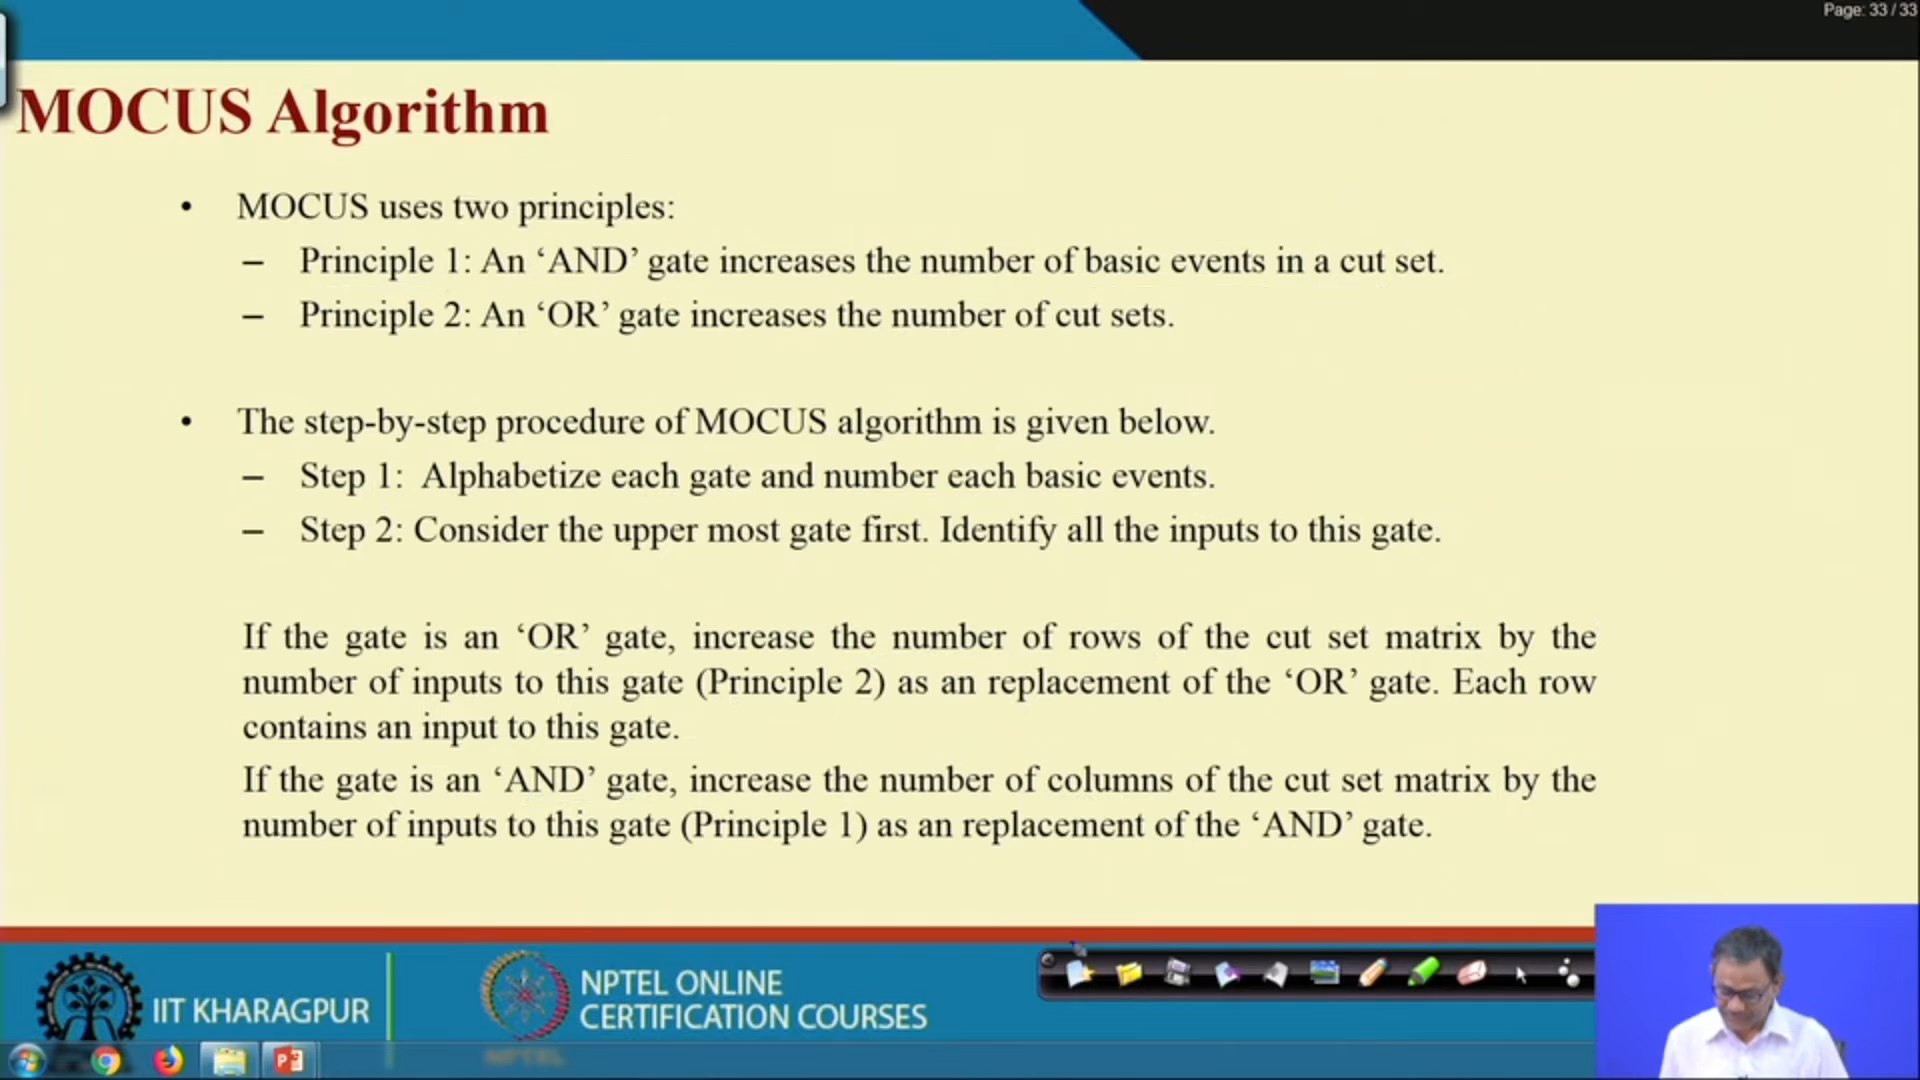 Page: 33 / 33
MOCUS Algorithm
• MOCUS uses two principles:
– Principle 1: An ‘AND’ gate increases the number of basic events in a cut set.
– Principle 2: An ‘OR’ gate increases the number of cut sets.
• The step-by-step procedure of MOCUS algorithm is given below.
– Step 1: Alphabetize each gate and number each basic events.
– Step 2: Consider the upper most gate first. Identify all the inputs to this gate.
If the gate is an ‘OR’ gate, increase the number of rows of the cut set matrix by the
number of inputs to this gate (Principle 2) as an replacement of the ‘OR’ gate. Each row
contains an input to this gate.
If the gate is an ‘AND’ gate, increase the number of columns of the cut set matrix by the
number of inputs to this gate (Principle 1) as an replacement of the ‘AND’ gate.
IIT KHARAGPUR
NPTEL ONLINE
CERTIFICATION COURSES
NPTEL